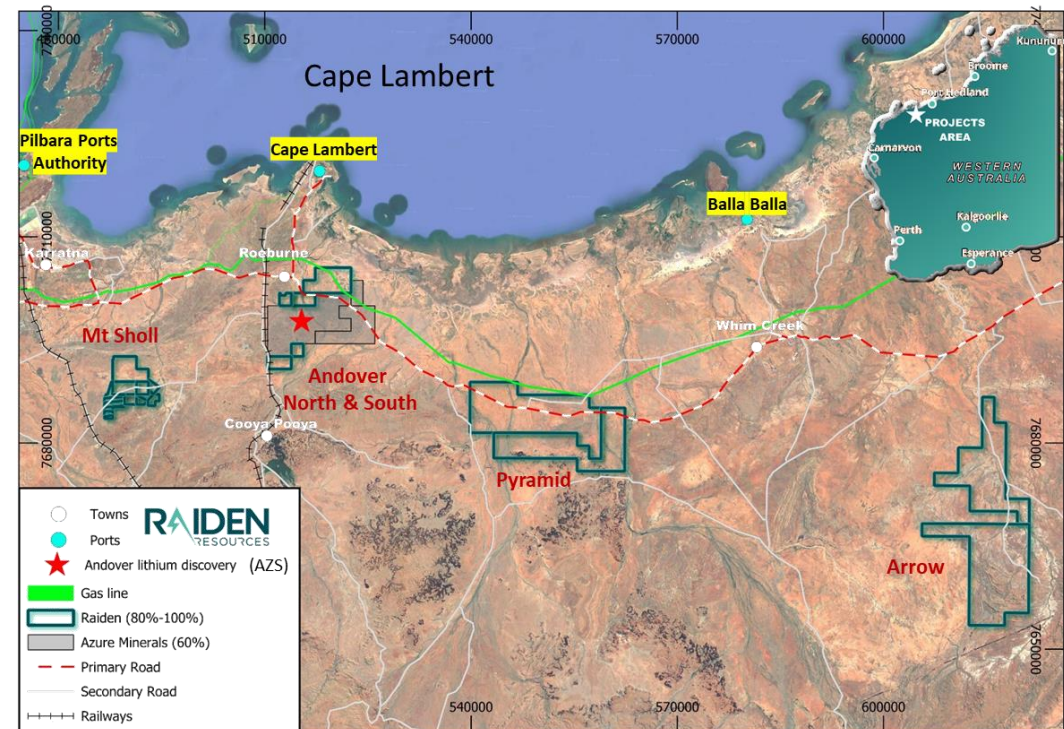 480000
510000
540000
570000
600000
774
Cape Lambert
Kununur
Broome
Port Hedland
PROJECTS
AREA
Carnarvon
WESTERN
AUSTRALIA
Perth
Kalgoorlie
Esperance
Pilbara Ports
Authority
Cape Lambert
Balla Balla
Karratha
Roebourne
Mt Sholl
Andover
North & South
Whim Creek
Cooya Pooya
7680000
Pyramid
7680000
Arrow
7650000
Towns
RAIDEN
RESOURCES
Ports
Andover lithium discovery (AZS)
Gas line
Raiden (80%-100%)
Azure Minerals (60%)
Primary Road
Secondary Road
Railways
540000
570000
600000